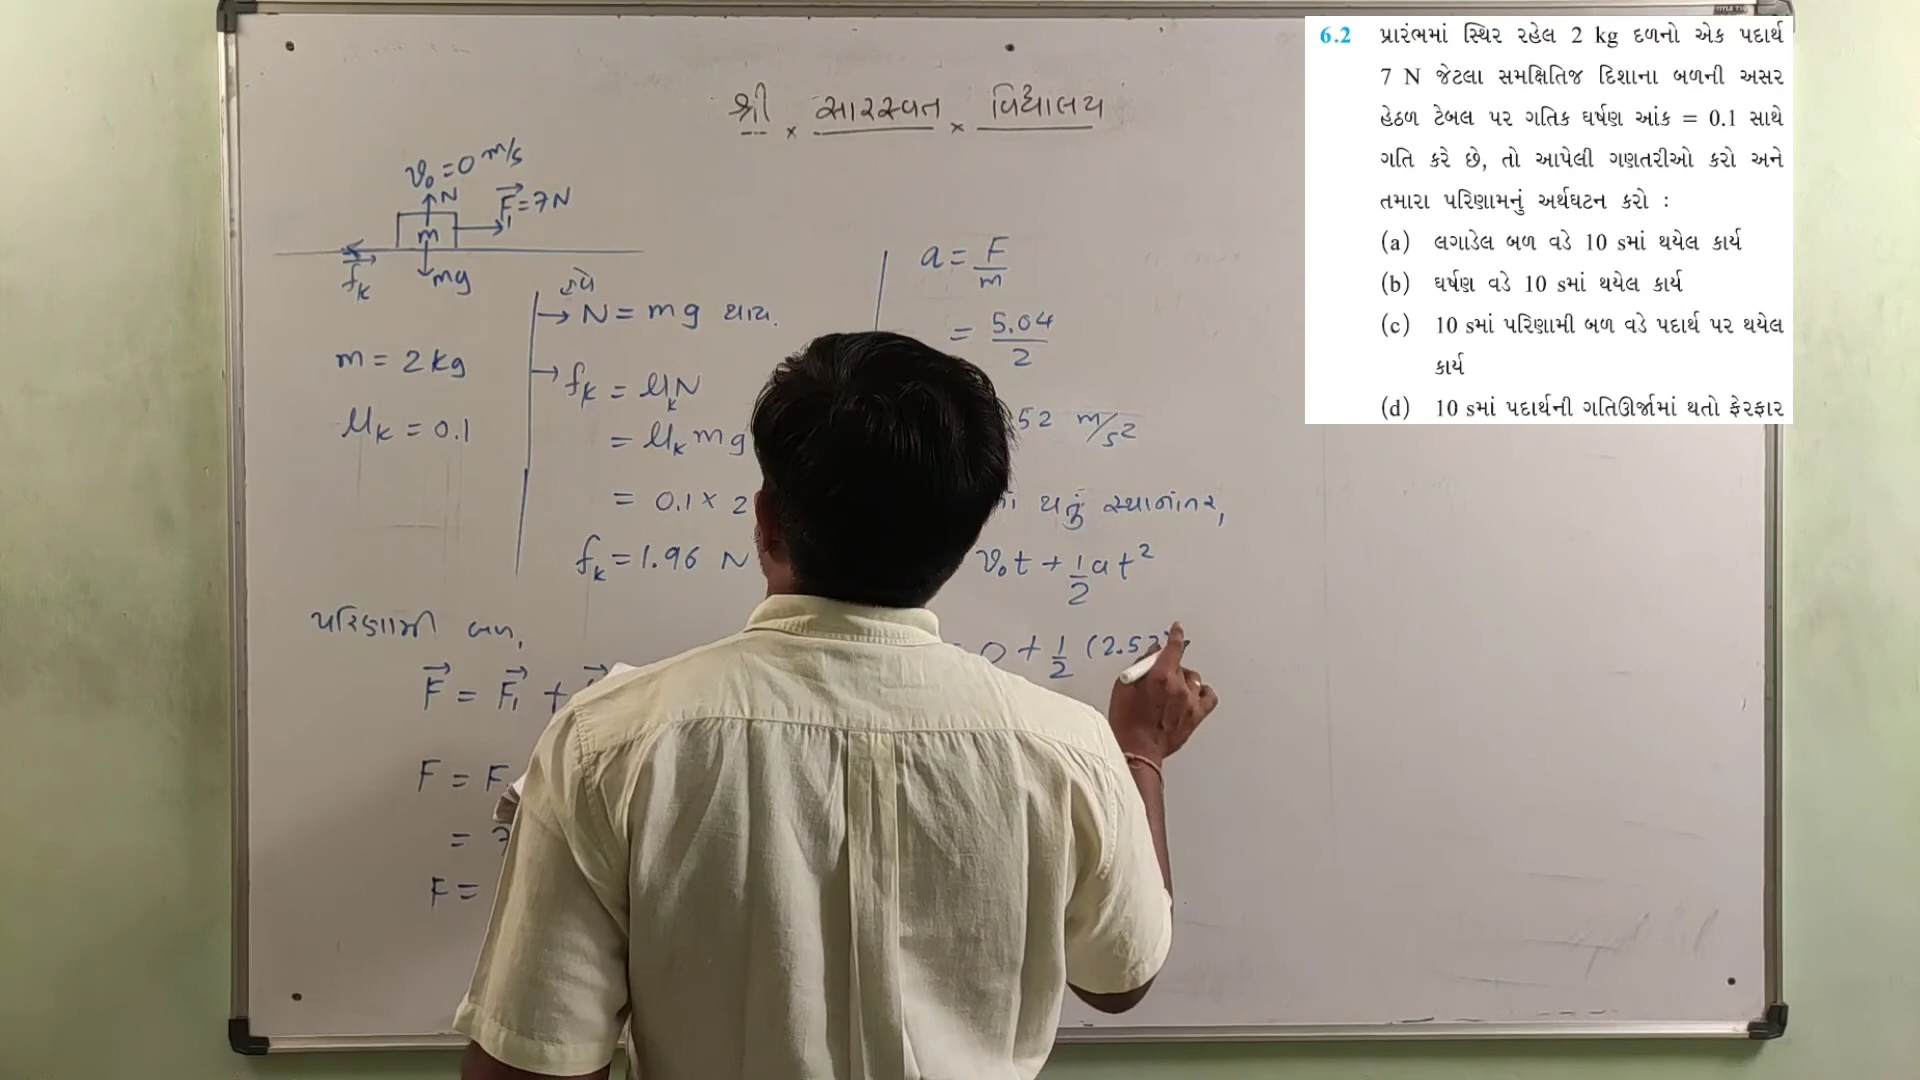 શ્રી × સારસ્વત × વિદ્યાલય
v₀ = 0 m/s
N
F₁ = 7N
m
fₖ
mg
m = 2 kg
μₖ = 0.1
હવે
→ N = mg થાય.
→ fₖ = μₖN
= μₖ mg
= 0.1 × 2
fₖ = 1.96 N
પરિણામી બળ,
F = F₁ +
F = F
= 7
F =
a = F/m
= 5.04/2
52 m/s²
થતું સ્થાનાંતર,
v₀t + 1/2 at²
0 + 1/2 (2.52)
6.2 પ્રારંભમાં સ્થિર રહેલ 2 kg દળનો એક પદાર્થ
7 N જેટલા સમક્ષિતિજ દિશાના બળની અસર
હેઠળ ટેબલ પર ગતિક ઘર્ષણ આંક = 0.1 સાથે
ગતિ કરે છે, તો આપેલી ગણતરીઓ કરો અને
તમારા પરિણામનું અર્થઘટન કરો :
(a) લગાડેલ બળ વડે 10 sમાં થયેલ કાર્ય
(b) ઘર્ષણ વડે 10 sમાં થયેલ કાર્ય
(c) 10 sમાં પરિણામી બળ વડે પદાર્થ પર થયેલ
કાર્ય
(d) 10 sમાં પદાર્થની ગતિઊર્જામાં થતો ફેરફાર